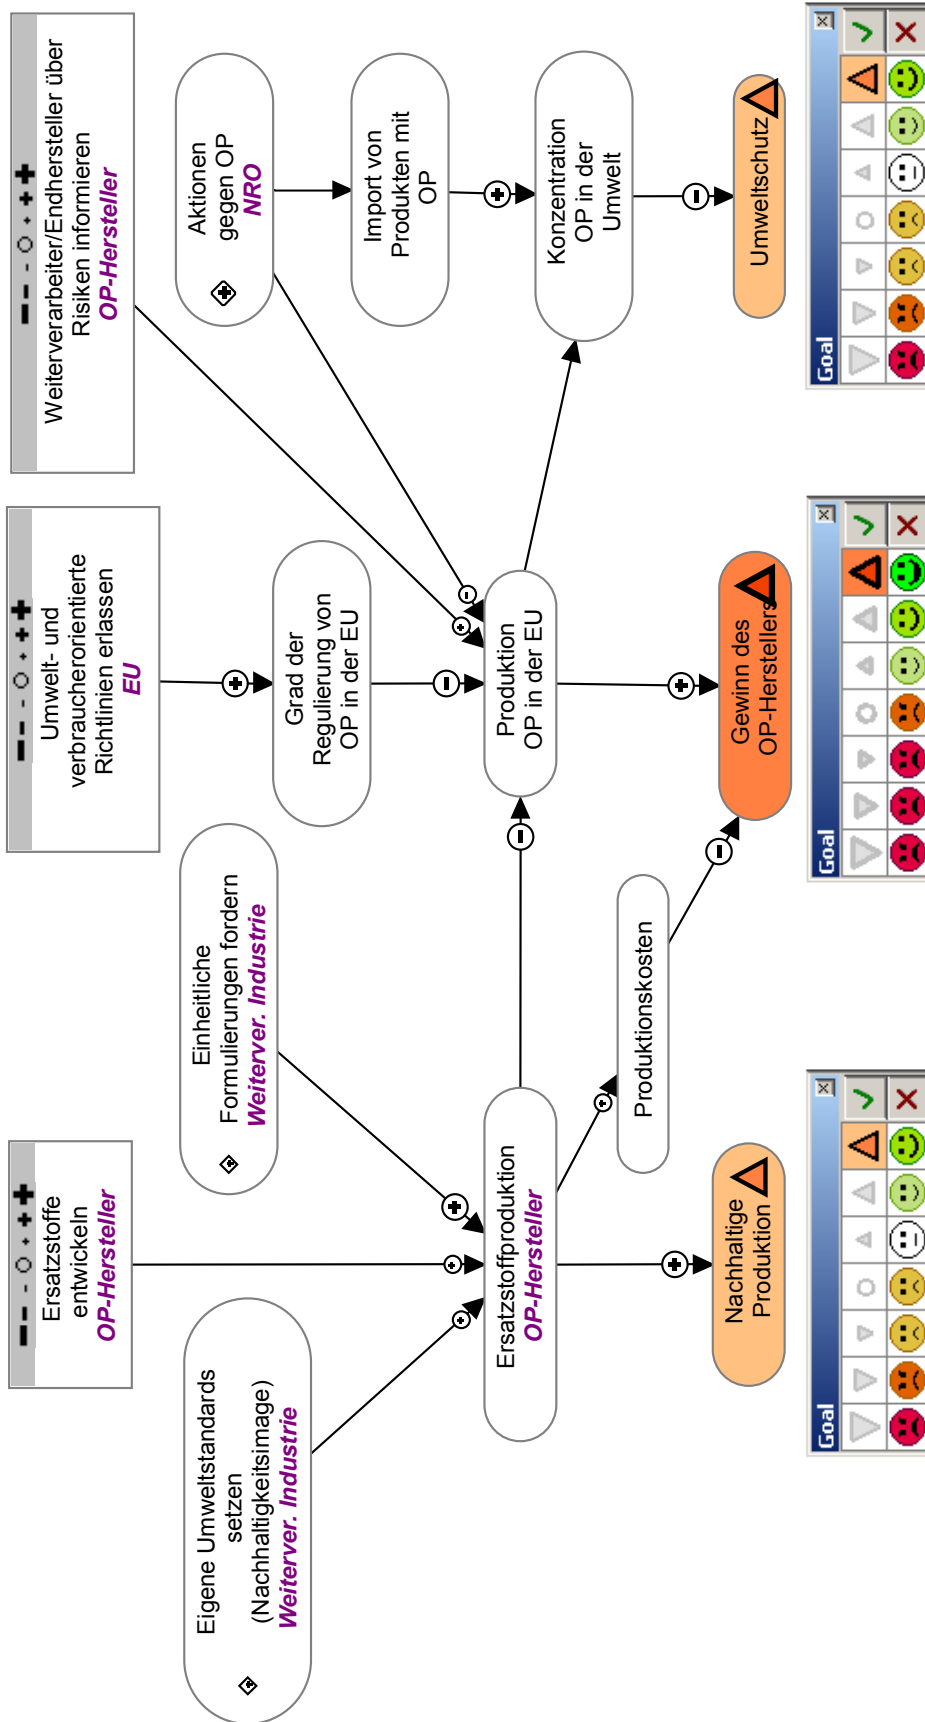 Ersatzstoffe
entwickeln
OP-Hersteller
Umwelt- und
verbraucherorientierte
Richtlinien erlassen
EU
Weiterverarbeiter/Endhersteller über
Risiken informieren
OP-Hersteller
Eigene Umweltstandards
setzen
(Nachhaltigkeitsimage)
Weiterver. Industrie
Einheitliche
Formulierungen fordern
Weiterver. Industrie
Aktionen
gegen OP
NRO
Grad der
Regulierung von
OP in der EU
Import von
Produkten mit
OP
Ersatzstoffproduktion
OP-Hersteller
Produktion
OP in der EU
Konzentration
OP in der
Umwelt
Produktionskosten
Nachhaltige
Produktion
Gewinn des
OP-Herstellers
Umweltschutz
Goal
Goal
Goal